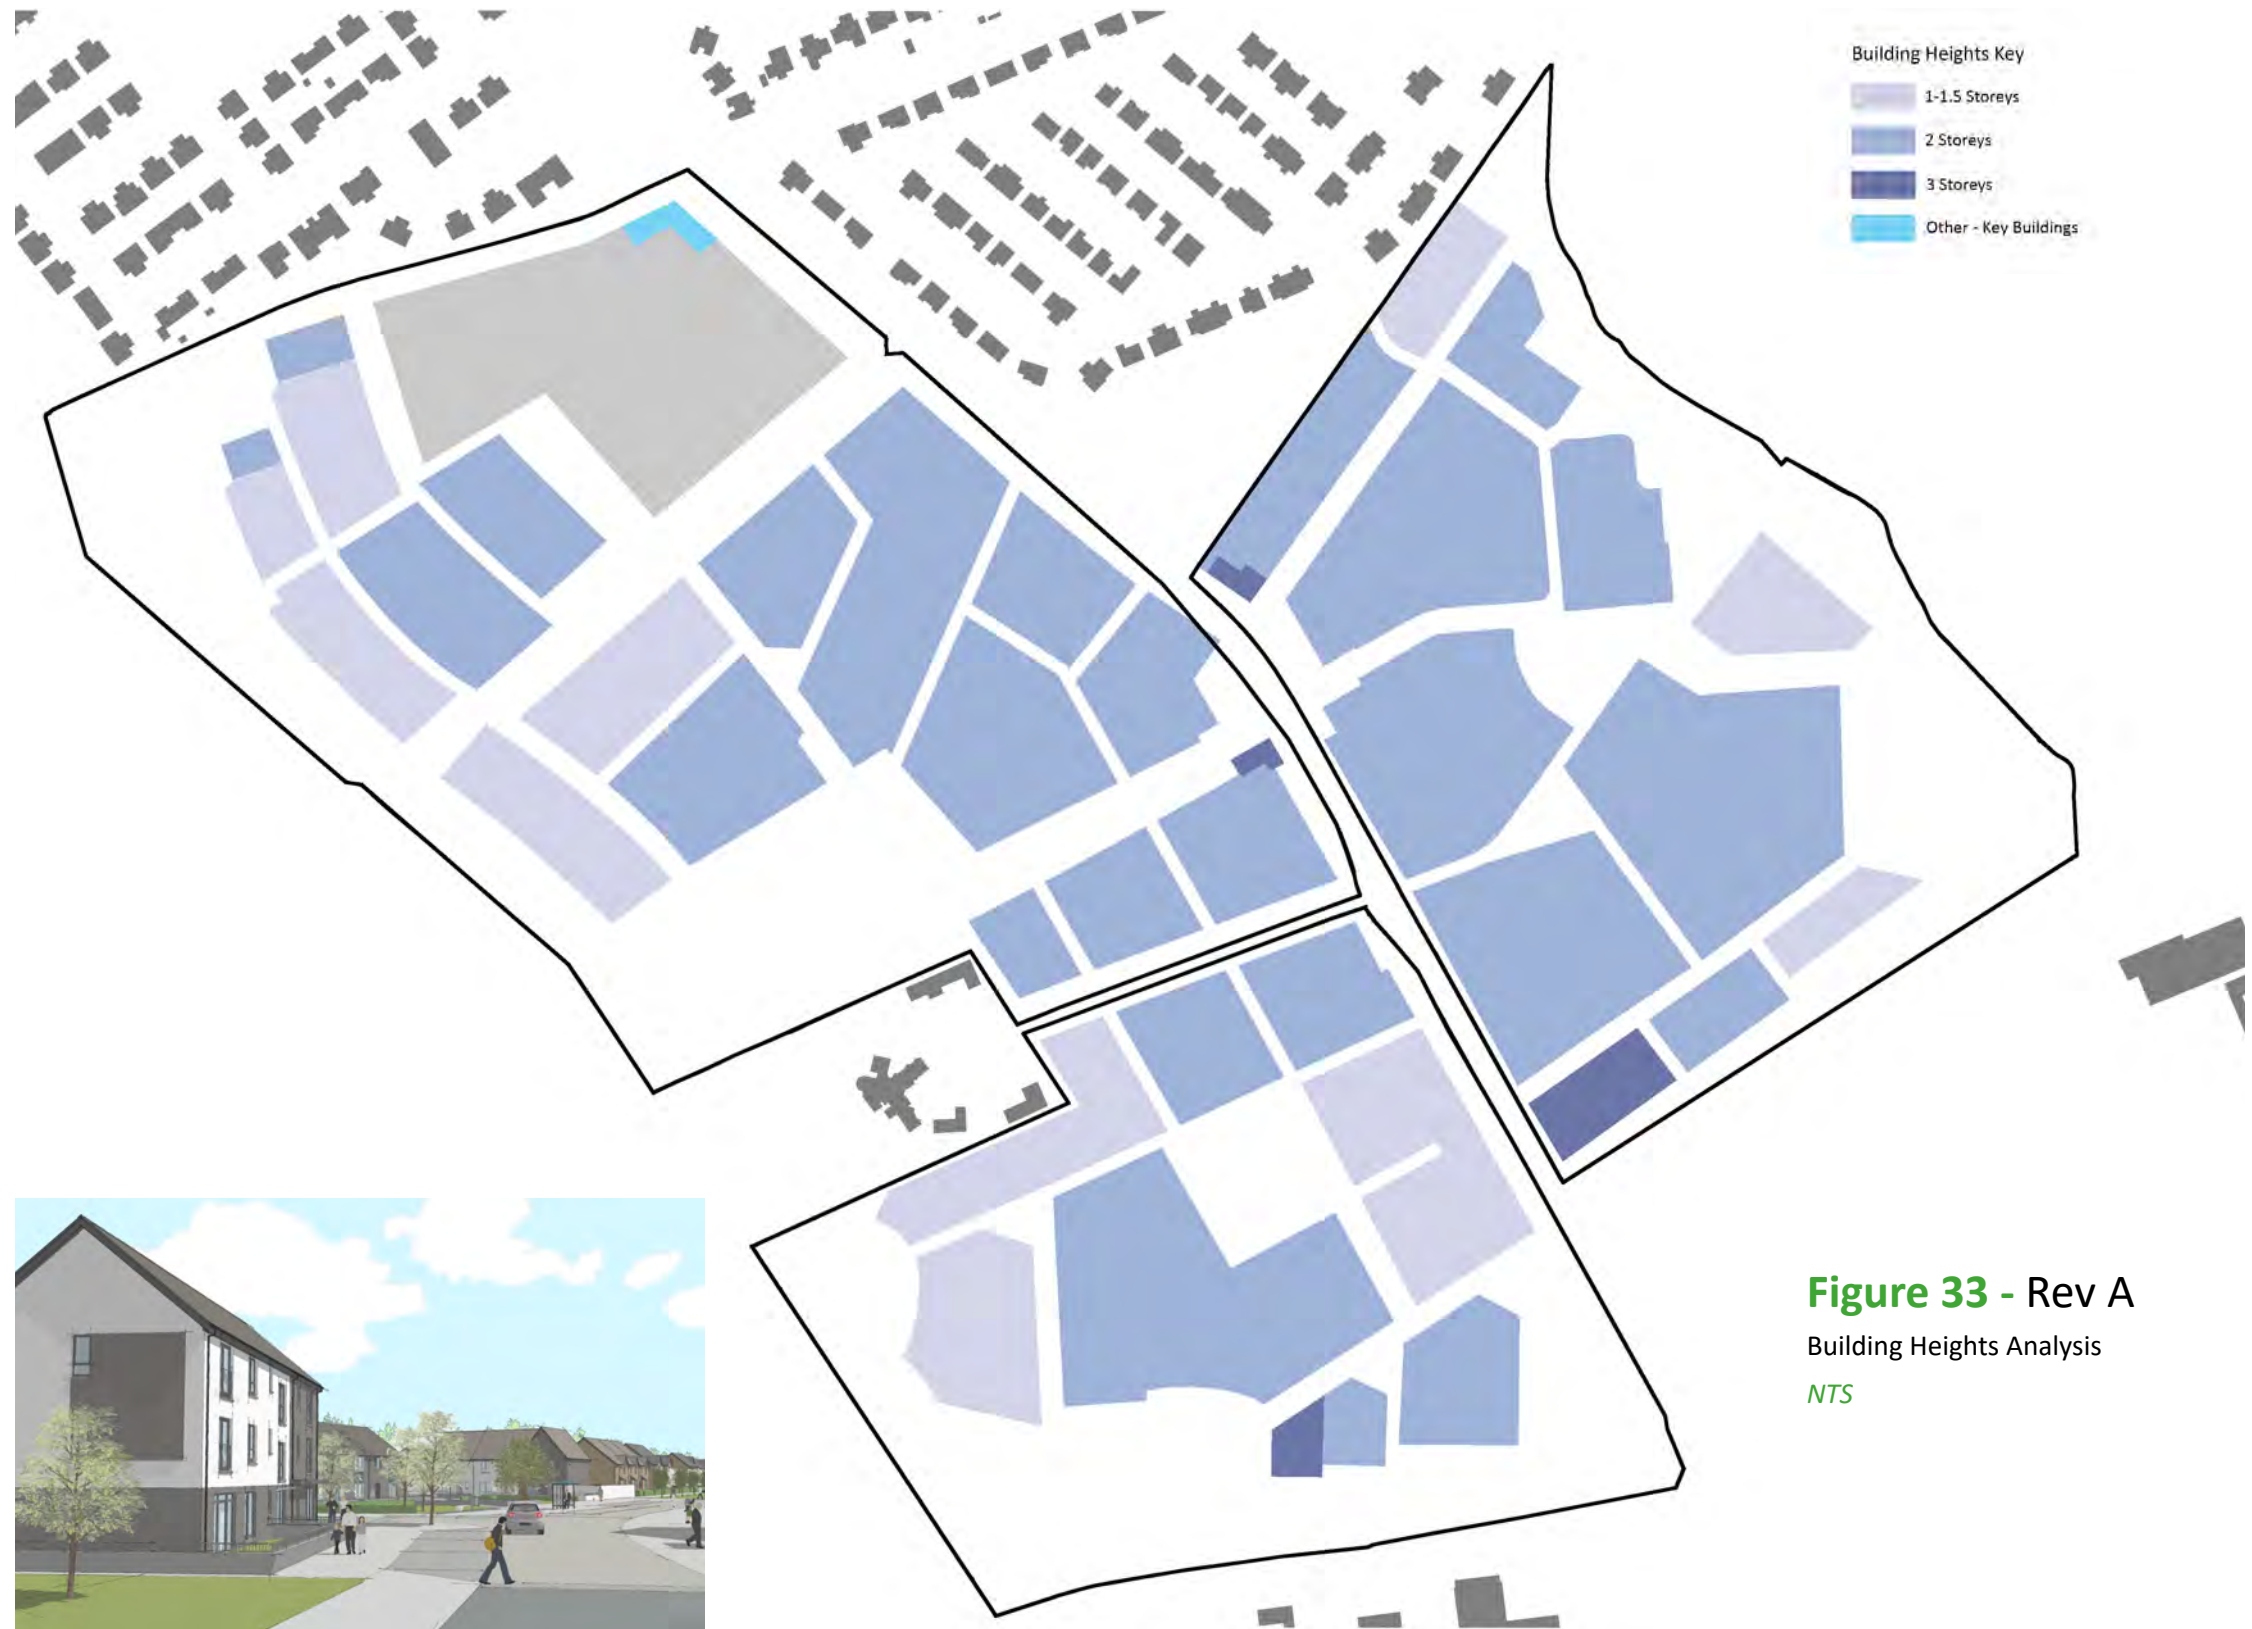 Building Heights Key
1-1.5 Storeys
2 Storeys
3 Storeys
Other - Key Buildings
Figure 33 - Rev A
Building Heights Analysis
NTS